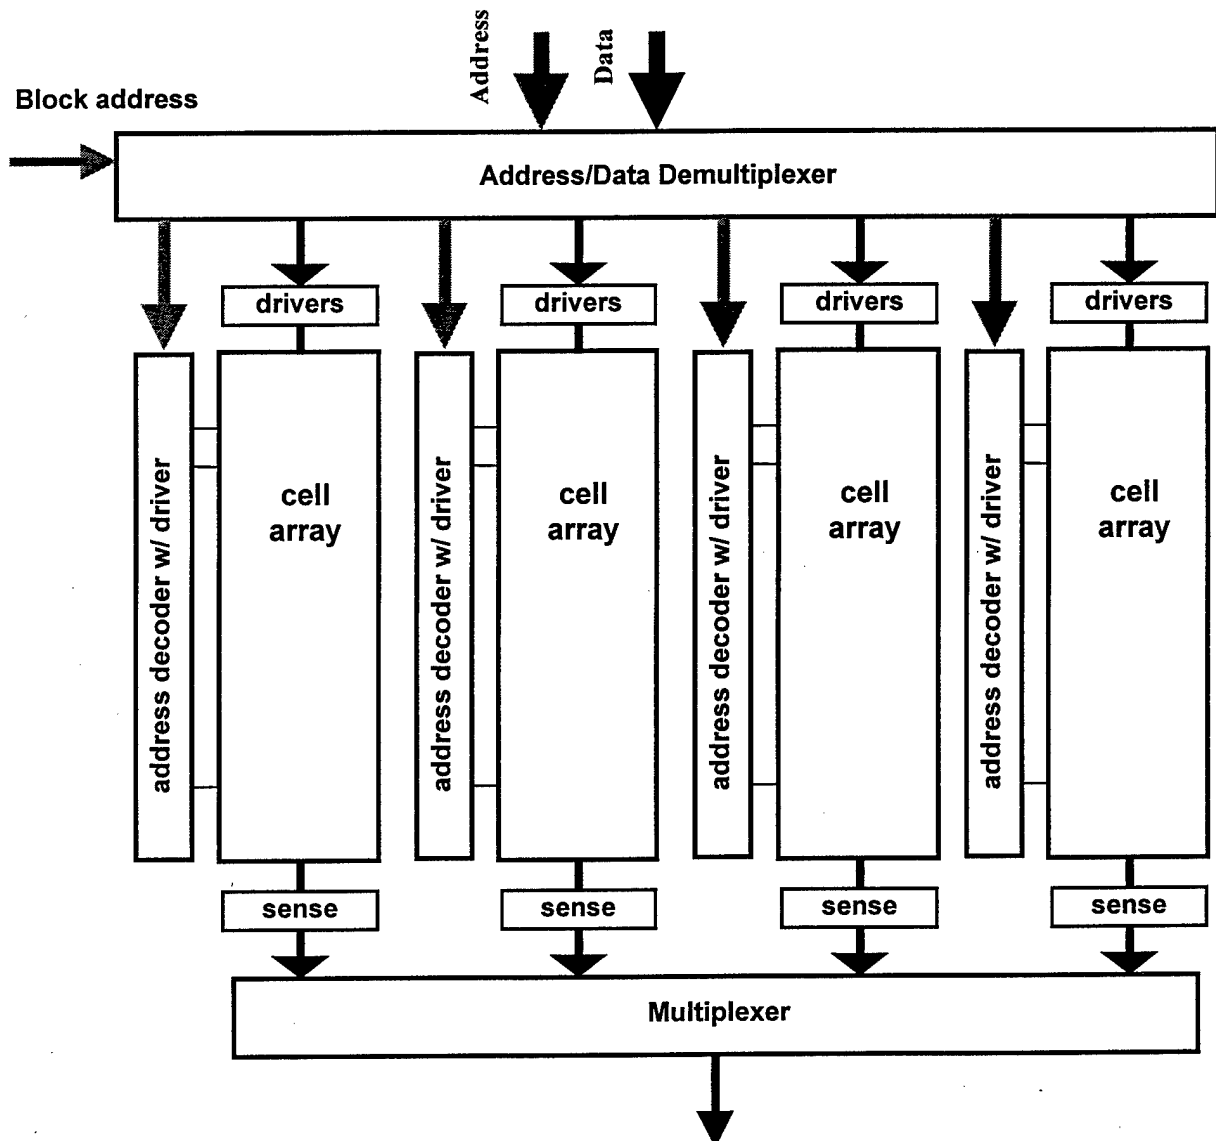 Address
Data
Block address
Address/Data Demultiplexer
drivers
drivers
drivers
drivers
address decoder w/ driver
cell
array
address decoder w/ driver
cell
array
address decoder w/ driver
cell
array
address decoder w/ driver
cell
array
sense
sense
sense
sense
Multiplexer